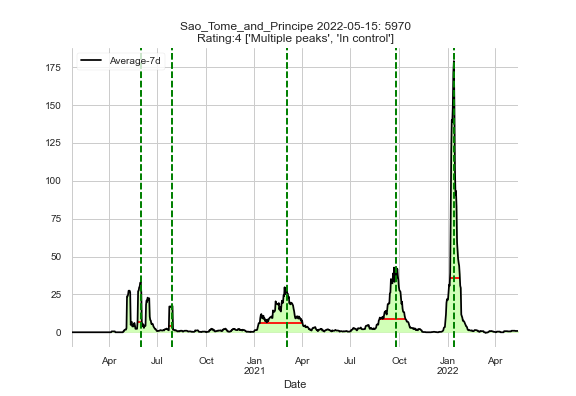 Sao_Tome_and_Principe 2022-05-15: 5970
Rating:4 ['Multiple peaks', 'In control']
Average-7d
175
150
125
100
75
50
25
0
Apr Jul Oct Jan Apr Jul Oct Jan Apr
2021 2022
Date